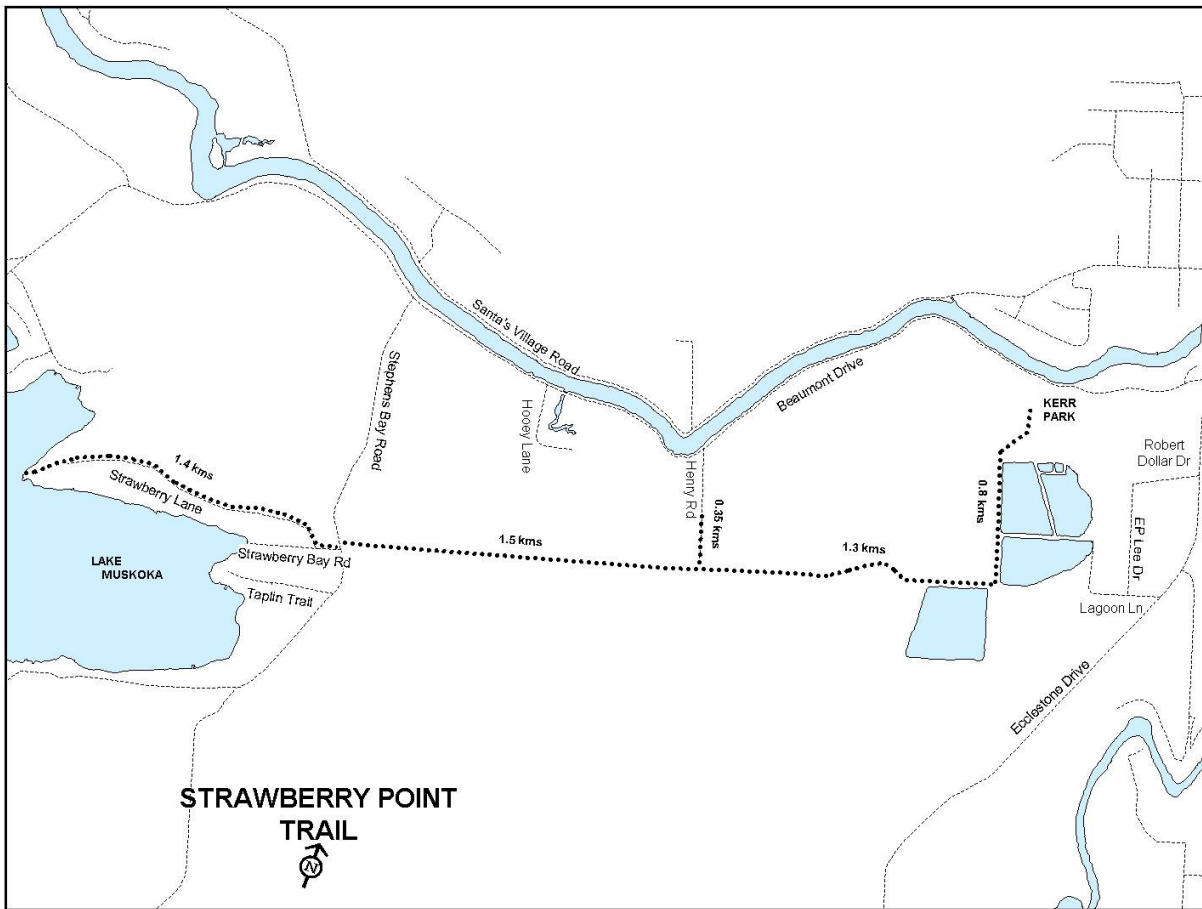 Santa's Village Road
Stephens Bay Road
Hooey Lane
Beaumont Drive
KERR
PARK
Robert
Dollar Dr
1.4 kms
Strawberry Lane
Henry Rd
0.35 kms
0.8 kms
EP Lee Dr
1.5 kms
1.3 kms
LAKE
MUSKOKA
Strawberry Bay Rd
Taplin Trail
Lagoon Ln
Ecclestone Drive
STRAWBERRY POINT
TRAIL
N